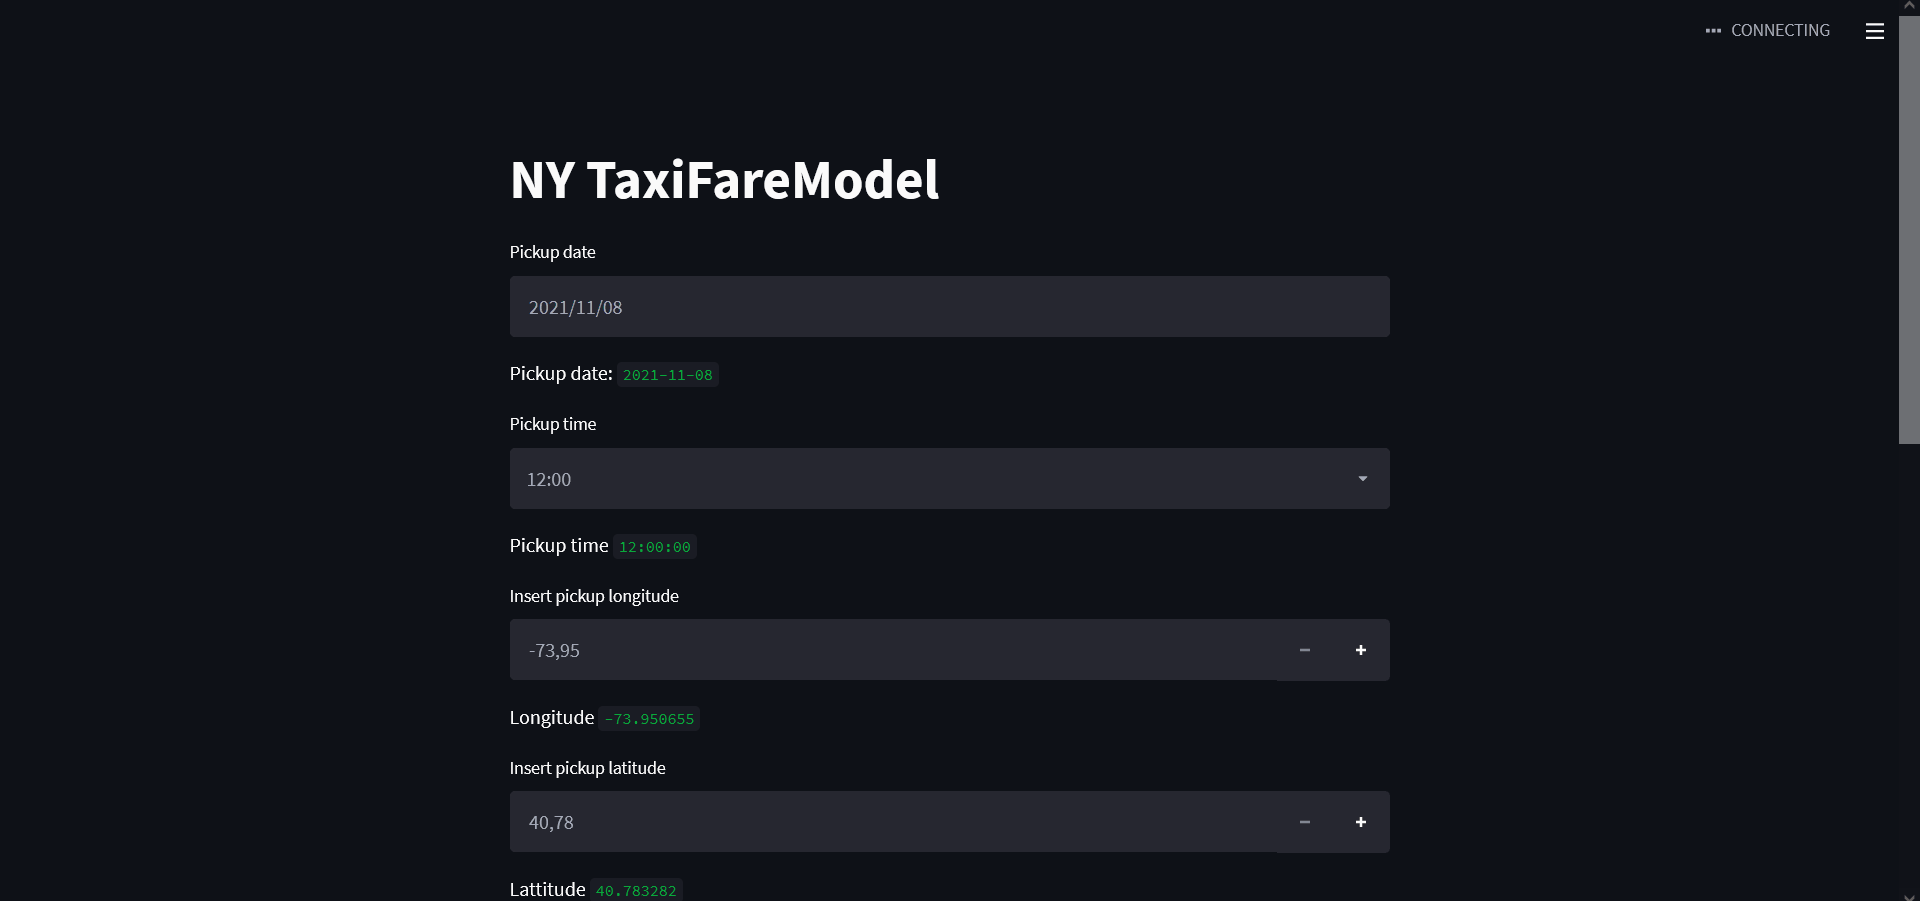 CONNECTING
NY TaxiFareModel
Pickup date
2021/11/08
Pickup date: 2021-11-08
Pickup time
12:00
Pickup time 12:00:00
Insert pickup longitude
-73,95
Longitude -73.950655
Insert pickup latitude
40,78
Lattitude 40.783282